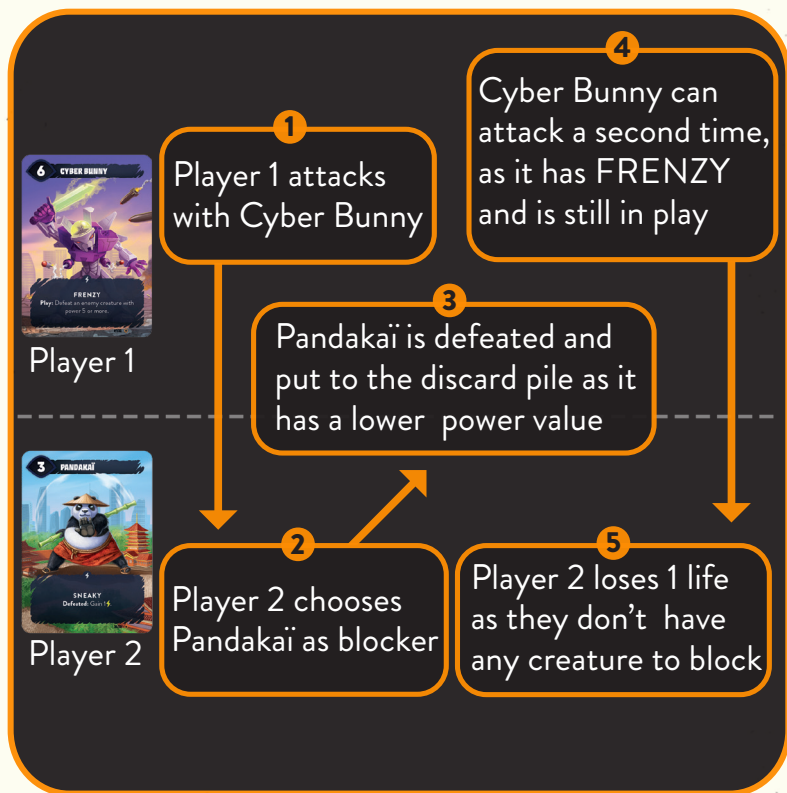 1
Player 1 attacks
with Cyber Bunny
4
Cyber Bunny can
attack a second time,
as it has FRENZY
and is still in play
6 CYBER BUNNY
FRENZY
Play: Defeat an enemy creature with
power 5 or more.
Player 1
3
Pandakaï is defeated and
put to the discard pile as it
has a lower power value
3 PANDAKAÏ
SNEAKY
Defeated: Gain 1
Player 2
2
Player 2 chooses
Pandakaï as blocker
5
Player 2 loses 1 life
as they don’t have
any creature to block